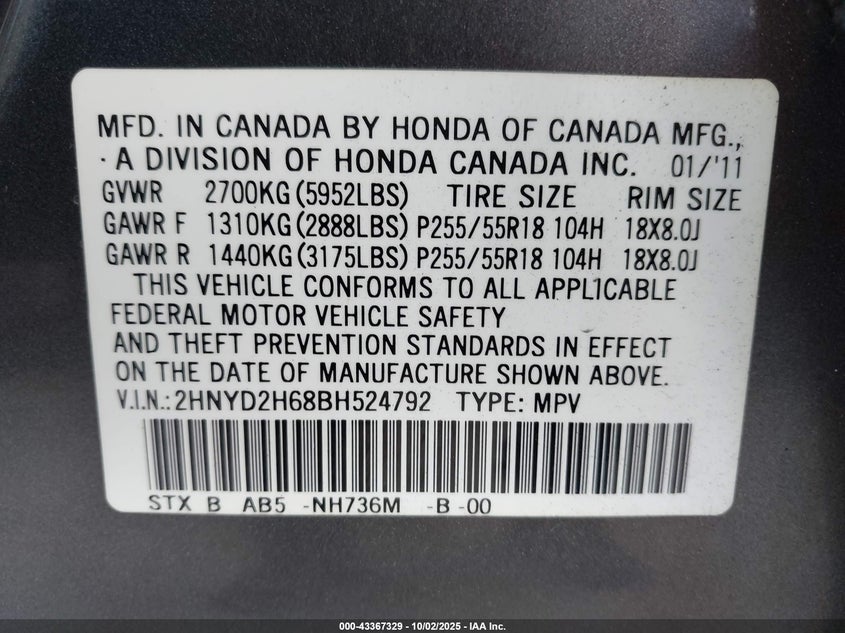 MFD. IN CANADA BY HONDA OF CANADA MFG.,
A DIVISION OF HONDA CANADA INC. 01/'11
GVWR 2700KG(5952LBS) TIRE SIZE RIM SIZE
GAWR F 1310KG(2888LBS) P255/55R18 104H 18X8.0J
GAWR R 1440KG(3175LBS) P255/55R18 104H 18X8.0J
THIS VEHICLE CONFORMS TO ALL APPLICABLE
FEDERAL MOTOR VEHICLE SAFETY
AND THEFT PREVENTION STANDARDS IN EFFECT
ON THE DATE OF MANUFACTURE SHOWN ABOVE.
V.I.N.:2HNYD2H68BH524792 TYPE: MPV
STX B AB5 -NH736M -B -00
000-43367329 - 10/02/2025 - IAA Inc.